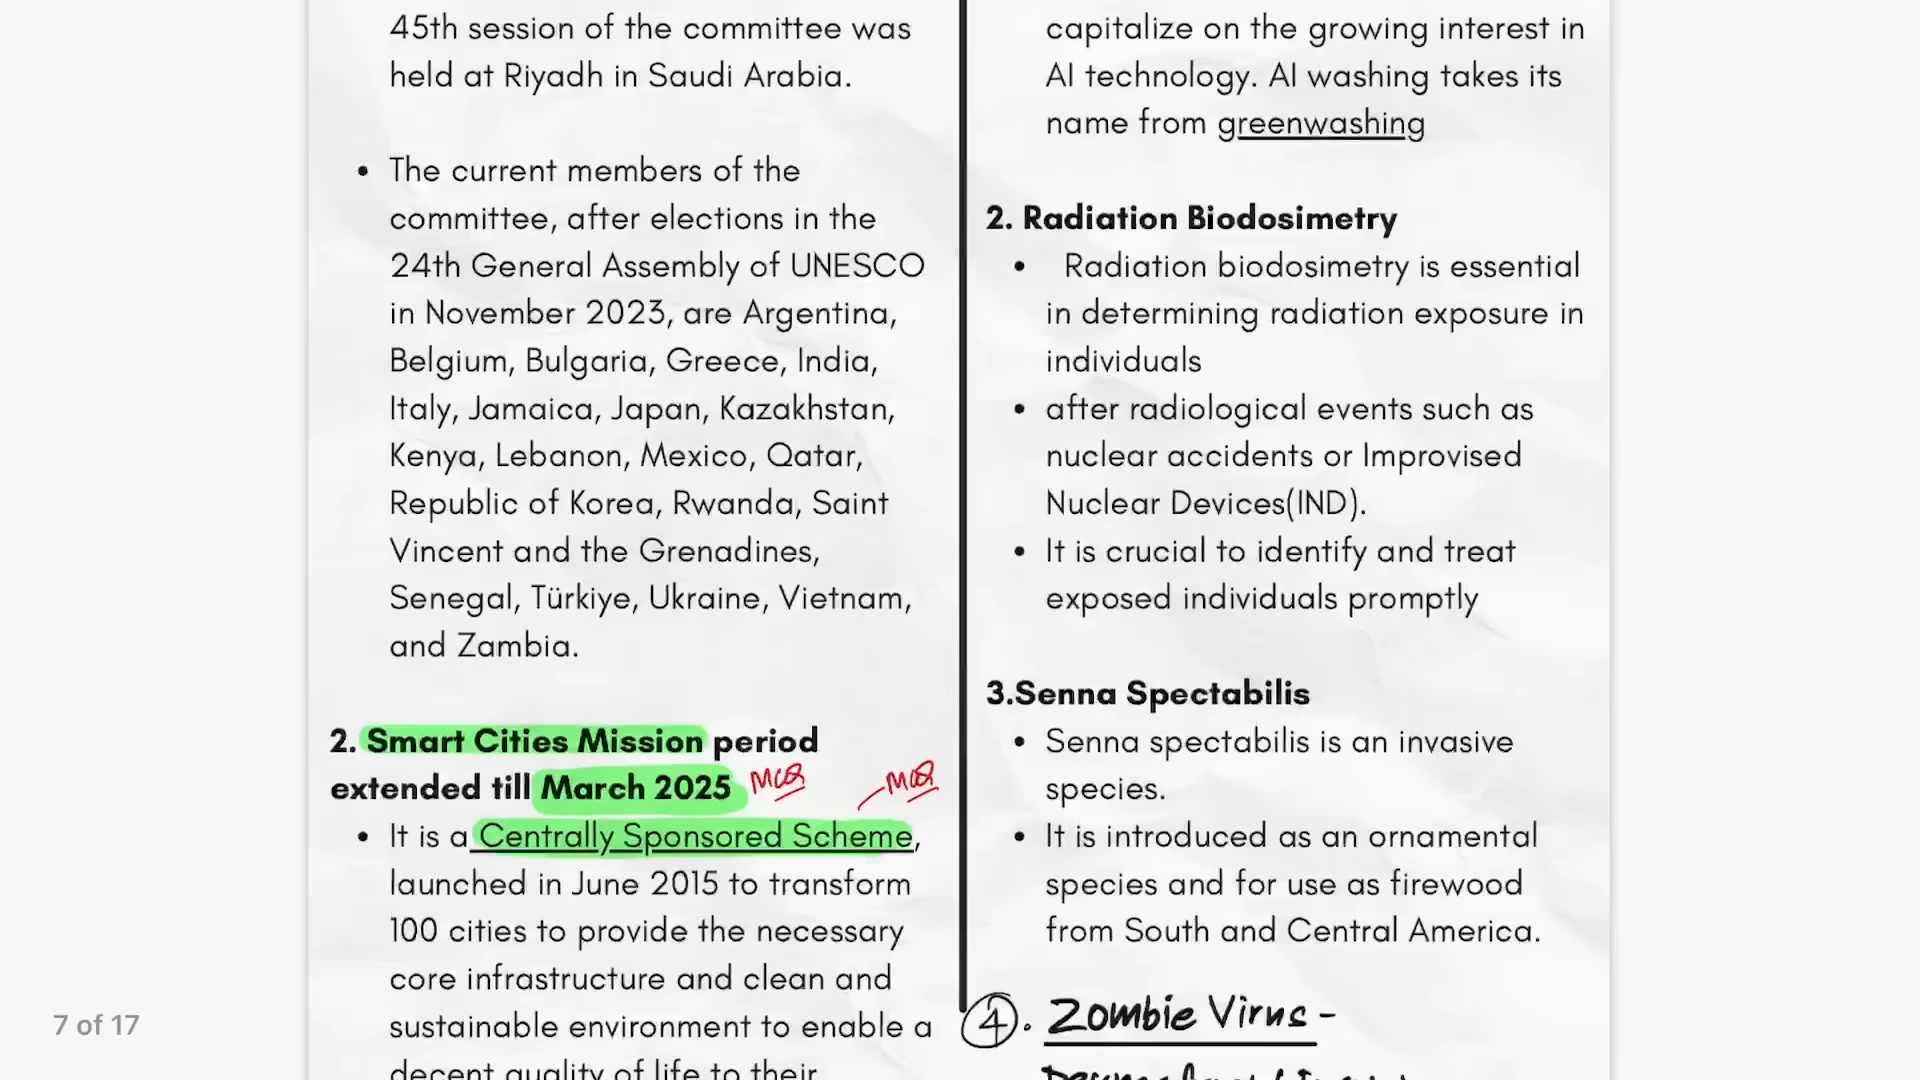 45th session of the committee was
held at Riyadh in Saudi Arabia.
• The current members of the
committee, after elections in the
24th General Assembly of UNESCO
in November 2023, are Argentina,
Belgium, Bulgaria, Greece, India,
Italy, Jamaica, Japan, Kazakhstan,
Kenya, Lebanon, Mexico, Qatar,
Republic of Korea, Rwanda, Saint
Vincent and the Grenadines,
Senegal, Türkiye, Ukraine, Vietnam,
and Zambia.
2. Smart Cities Mission period
extended till March 2025 MCQ
MCQ
• It is a Centrally Sponsored Scheme,
launched in June 2015 to transform
100 cities to provide the necessary
core infrastructure and clean and
sustainable environment to enable a
decent quality of life to their
capitalize on the growing interest in
AI technology. AI washing takes its
name from greenwashing
2. Radiation Biodosimetry
• Radiation biodosimetry is essential
in determining radiation exposure in
individuals
• after radiological events such as
nuclear accidents or Improvised
Nuclear Devices(IND).
• It is crucial to identify and treat
exposed individuals promptly
3.Senna Spectabilis
• Senna spectabilis is an invasive
species.
• It is introduced as an ornamental
species and for use as firewood
from South and Central America.
4. Zombie Virus -
7 of 17